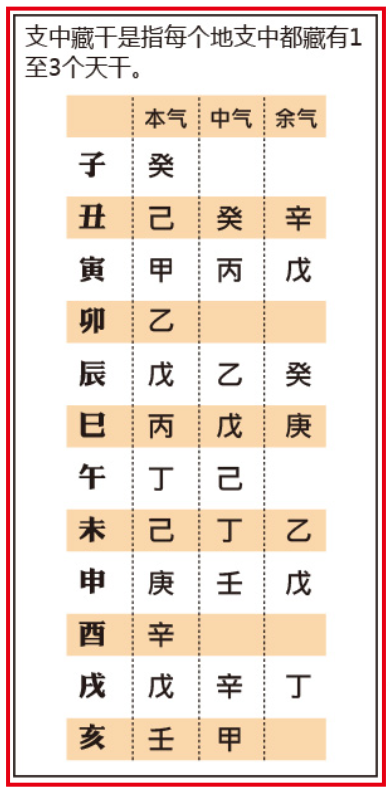 支中藏干是指每个地支中都藏有1
至3个天干。
本气 中气 余气
子 癸
丑 己 癸 辛
寅 甲 丙 戊
卯 乙
辰 戊 乙 癸
巳 丙 戊 庚
午 丁 己
未 己 丁 乙
申 庚 壬 戊
酉 辛
戌 戊 辛 丁
亥 壬 甲